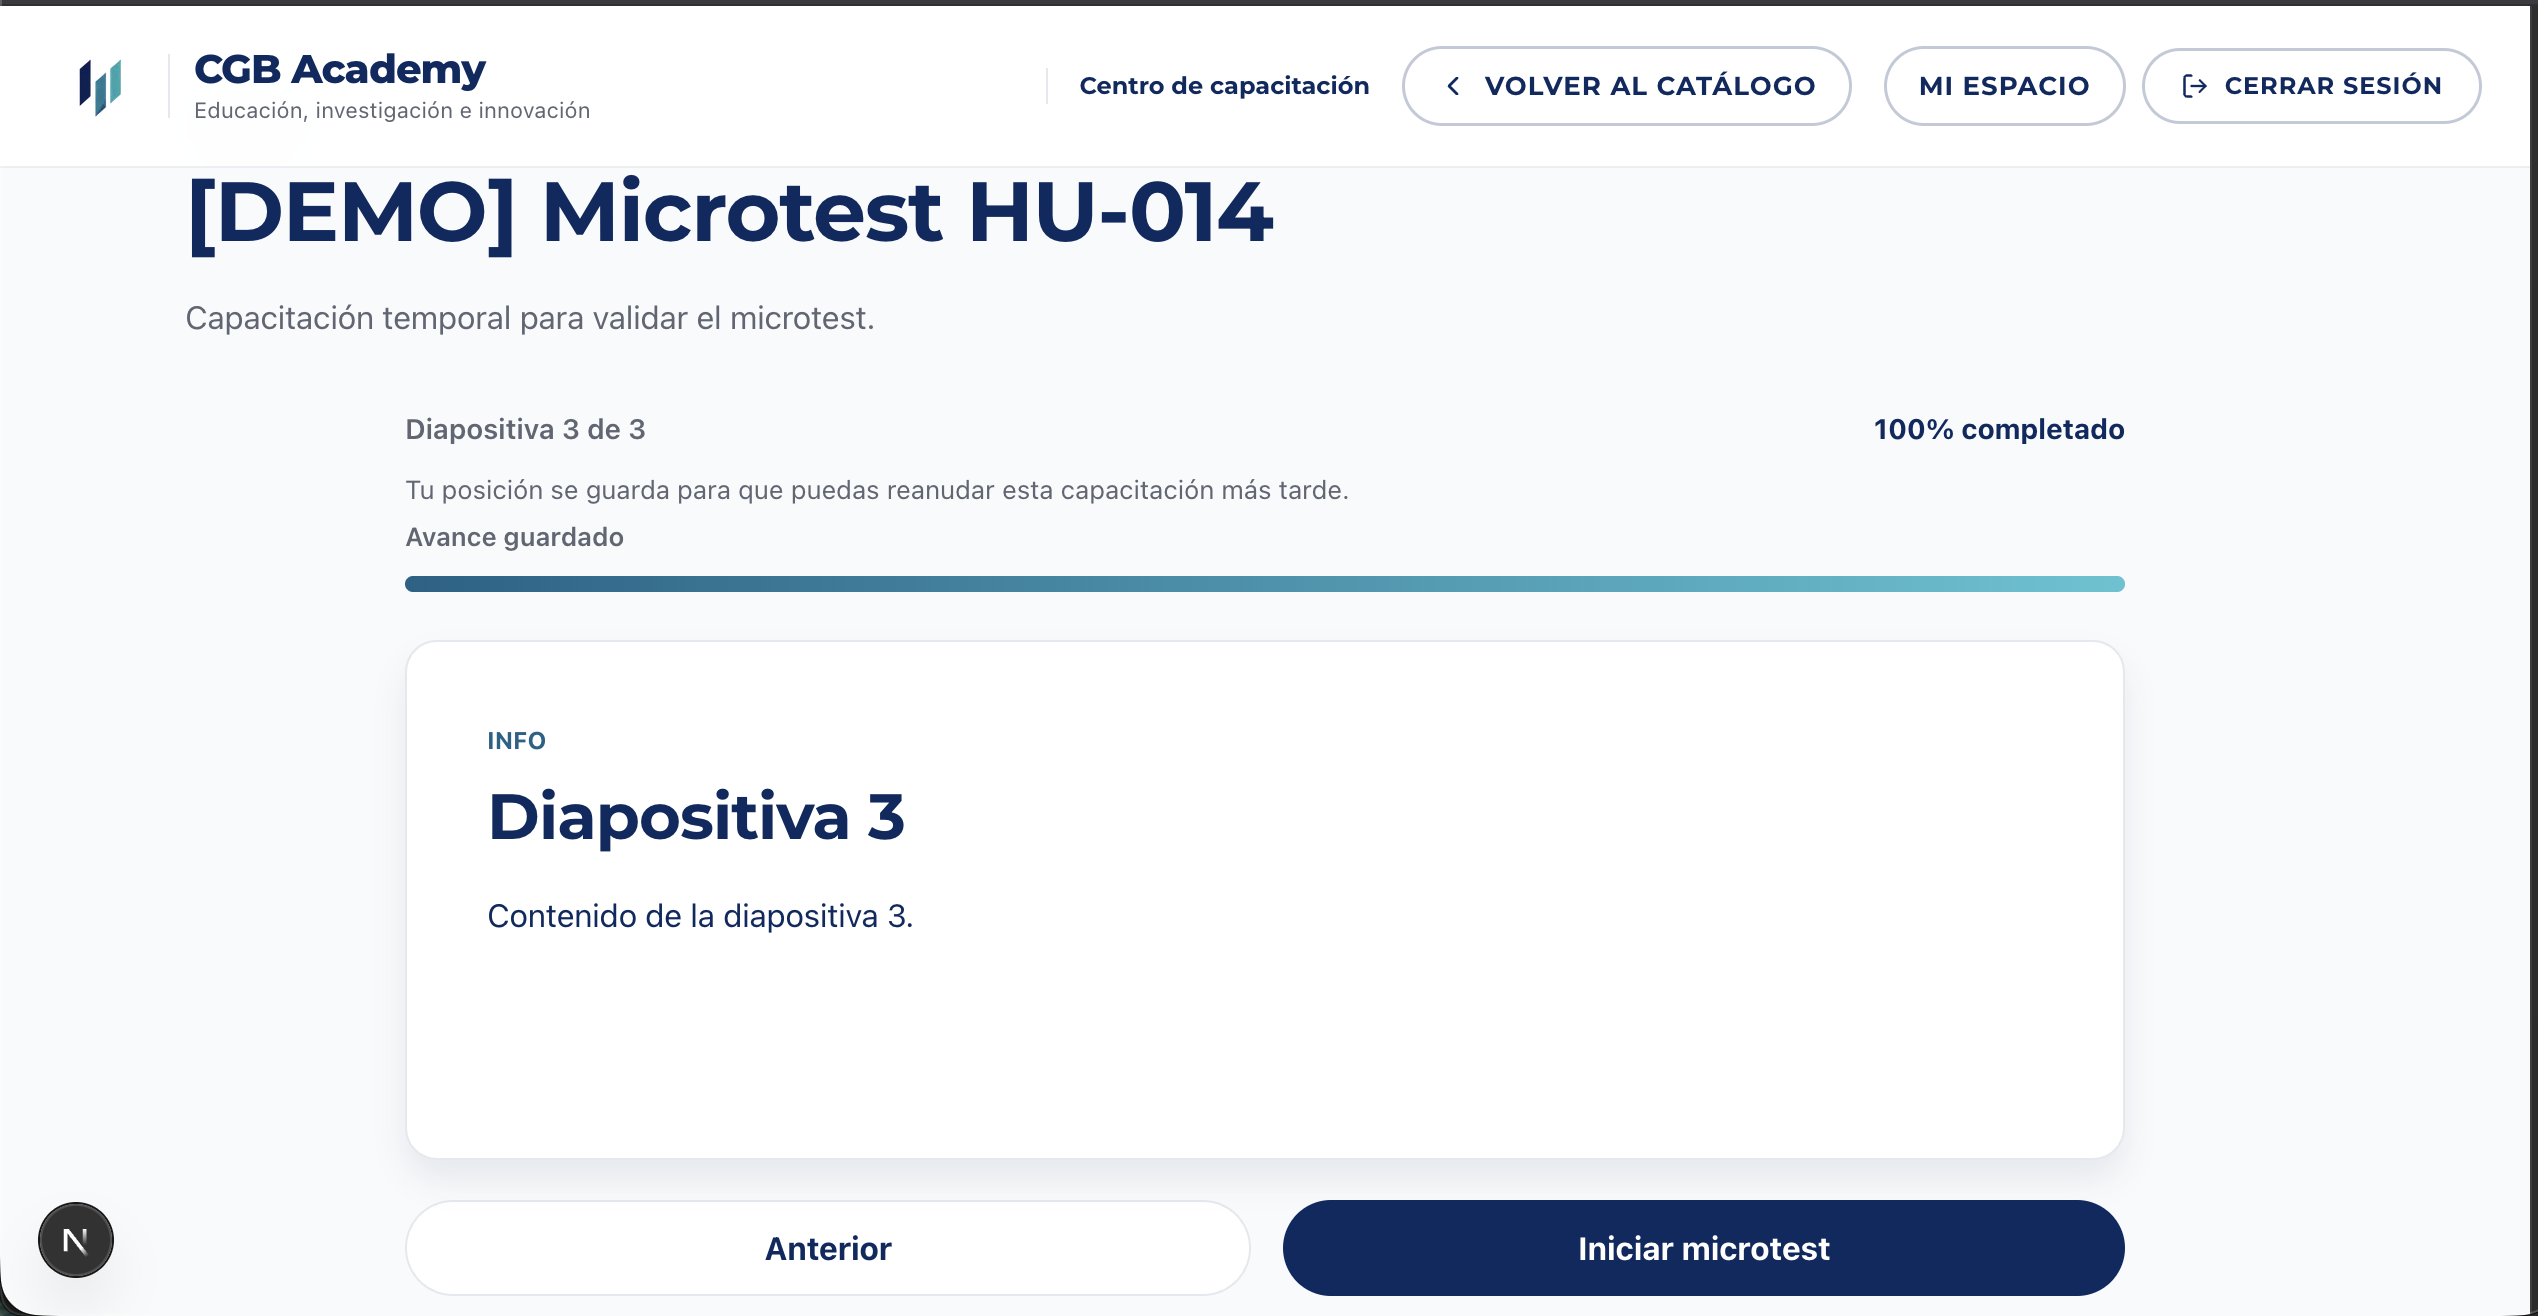 CGB Academy
Educación, investigación e innovación
Centro de capacitación
VOLVER AL CATÁLOGO
MI ESPACIO
CERRAR SESIÓN
[DEMO] Microtest HU-014
Capacitación temporal para validar el microtest.
Diapositiva 3 de 3
100% completado
Tu posición se guarda para que puedas reanudar esta capacitación más tarde.
Avance guardado
INFO
Diapositiva 3
Contenido de la diapositiva 3.
Anterior
Iniciar microtest
N